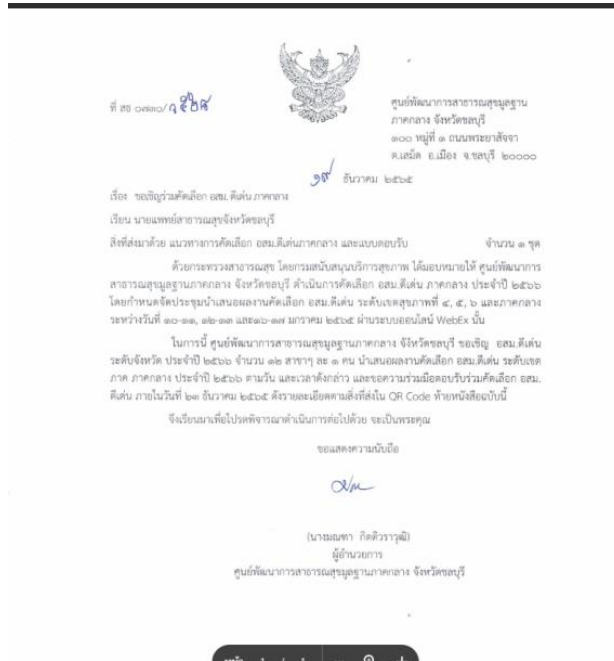 ที่ สธ ๐๗๓๐/
ศูนย์พัฒนาการสาธารณสุขมูลฐาน
ภาคกลาง จังหวัดชลบุรี
๑๐๐ หมู่ที่ ๑ ถนนพระยาสัจจา
ต.เสม็ด อ.เมือง จ.ชลบุรี ๒๐๐๐๐
๑๙ ธันวาคม ๒๕๖๕
เรื่อง ขอเชิญร่วมคัดเลือก อสม. ดีเด่น ภาคกลาง
เรียน นายแพทย์สาธารณสุขจังหวัดชลบุรี
สิ่งที่ส่งมาด้วย แนวทางการคัดเลือก อสม.ดีเด่นภาคกลาง และแบบตอบรับ จำนวน ๑ ชุด
ด้วยกระทรวงสาธารณสุข โดยกรมสนับสนุนบริการสุขภาพ ได้มอบหมายให้ ศูนย์พัฒนาการ
สาธารณสุขมูลฐานภาคกลาง จังหวัดชลบุรี ดำเนินการคัดเลือก อสม.ดีเด่น ภาคกลาง ประจำปี ๒๕๖๖
โดยกำหนดจัดประชุมนำเสนอผลงานคัดเลือก อสม.ดีเด่น ระดับเขตสุขภาพที่ ๔, ๕, ๖ และภาคกลาง
ระหว่างวันที่ ๑๐-๑๑, ๑๒-๑๓ และ๑๖-๑๗ มกราคม ๒๕๖๕ ผ่านระบบออนไลน์ WebEx นั้น
ในการนี้ ศูนย์พัฒนาการสาธารณสุขมูลฐานภาคกลาง จังหวัดชลบุรี ขอเชิญ อสม.ดีเด่น
ระดับจังหวัด ประจำปี ๒๕๖๖ จำนวน ๑๒ สาขาๆ ละ ๑ คน นำเสนอผลงานคัดเลือก อสม.ดีเด่น ระดับเขต
ภาค ภาคกลาง ประจำปี ๒๕๖๖ ตามวัน และเวลาดังกล่าว และขอความร่วมมือตอบรับร่วมคัดเลือก อสม.
ดีเด่น ภายในวันที่ ๒๓ ธันวาคม ๒๕๖๕ ดังรายละเอียดตามสิ่งที่ส่งใน QR Code ท้ายหนังสือฉบับนี้
จึงเรียนมาเพื่อโปรดพิจารณาดำเนินการต่อไปด้วย จะเป็นพระคุณ
ขอแสดงความนับถือ
(นางมณฑา กิตติวราวุฒิ)
ผู้อำนวยการ
ศูนย์พัฒนาการสาธารณสุขมูลฐานภาคกลาง จังหวัดชลบุรี